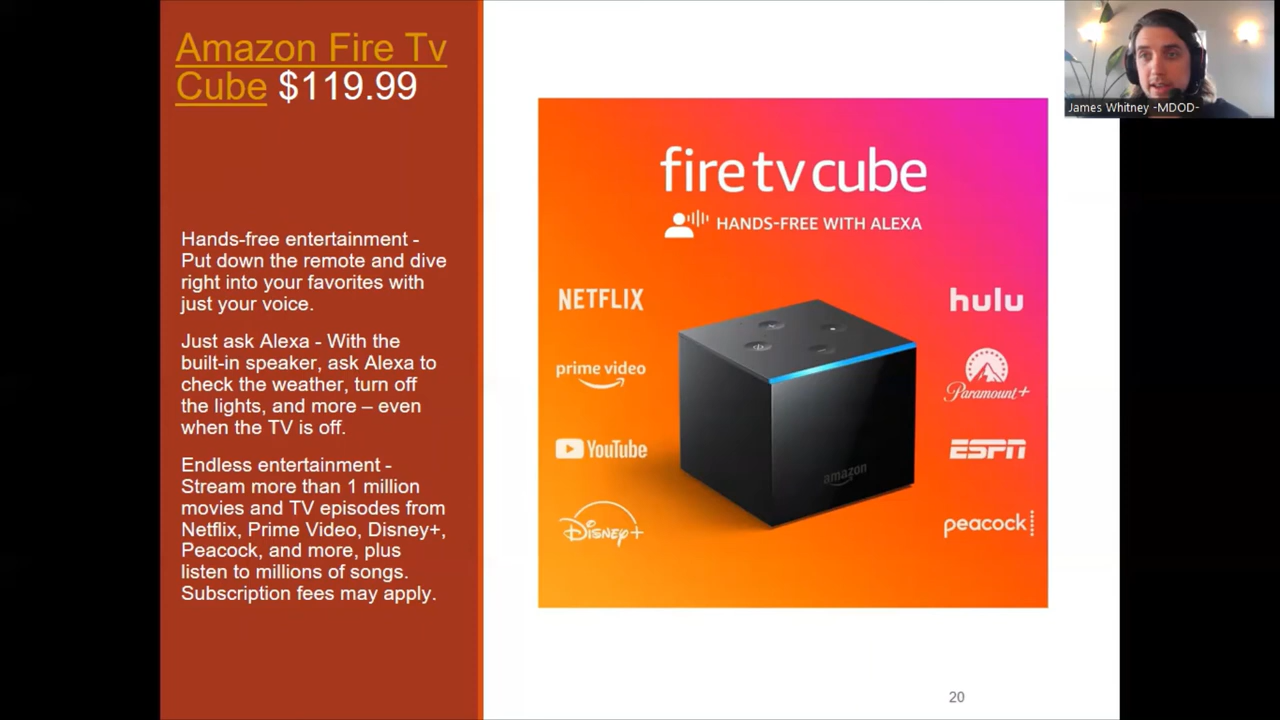 Amazon Fire Tv
Cube $119.99
Hands-free entertainment -
Put down the remote and dive
right into your favorites with
just your voice.
Just ask Alexa - With the
built-in speaker, ask Alexa to
check the weather, turn off
the lights, and more – even
when the TV is off.
Endless entertainment -
Stream more than 1 million
movies and TV episodes from
Netflix, Prime Video, Disney+,
Peacock, and more, plus
listen to millions of songs.
Subscription fees may apply.
fire tv cube
HANDS-FREE WITH ALEXA
NETFLIX
prime video
YouTube
Disney+
amazon
hulu
Paramount+
ESPN
peacock
20
James Whitney -MDOD-